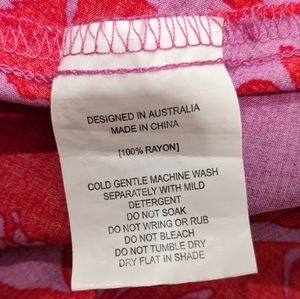 DESIGNED IN AUSTRALIA
MADE IN CHINA
[100% RAYON]
COLD GENTLE MACHINE WASH
SEPARATELY WITH MILD
DETERGENT
DO NOT SOAK
DO NOT WRING OR RUB
DO NOT BLEACH
DO NOT TUMBLE DRY
DRY FLAT IN SHADE